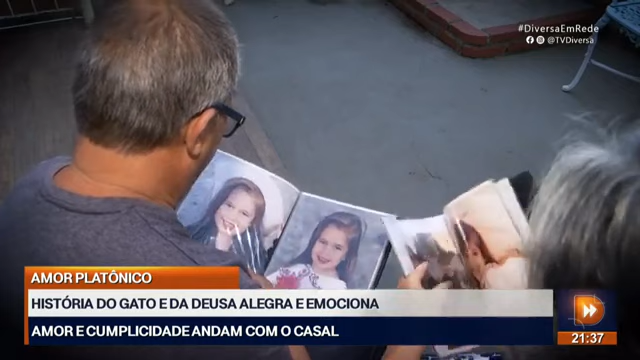 #DiversaEmRede
@TVDiversa
AMOR PLATÔNICO
HISTÓRIA DO GATO E DA DEUSA ALEGRA E EMOCIONA
AMOR E CUMPLICIDADE ANDAM COM O CASAL
21:37